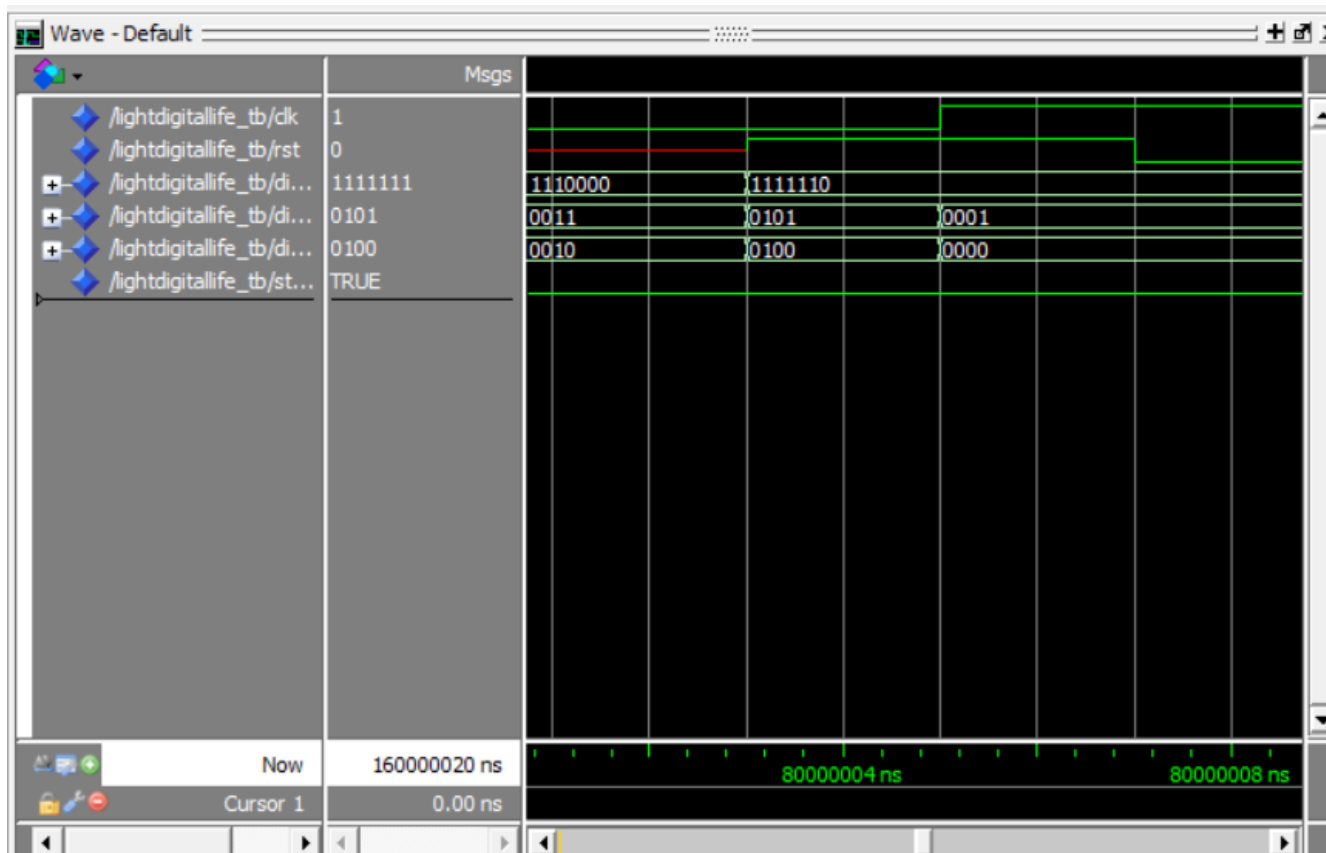 Wave - Default
Msgs
/lightdigitallife_tb/clk 1
/lightdigitallife_tb/rst 0
/lightdigitallife_tb/di... 1111111 1110000 1111110
/lightdigitallife_tb/di... 0101 0011 0101 0001
/lightdigitallife_tb/di... 0100 0010 0100 0000
/lightdigitallife_tb/st... TRUE
Now 160000020 ns 80000004 ns 80000008 ns
Cursor 1 0.00 ns